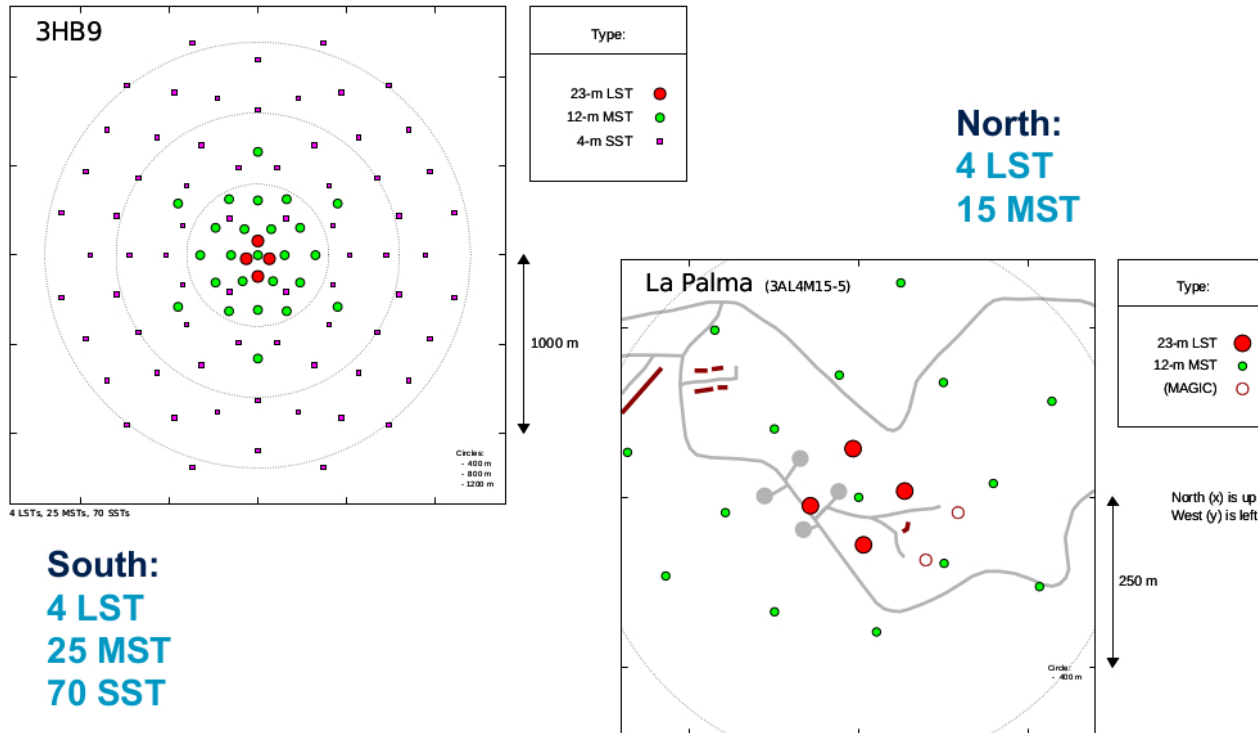 3HB9
Type:
23-m LST
12-m MST
4-m SST
1000 m
Circles:
- 400 m
- 800 m
- 1200 m
4 LSTs, 25 MSTs, 70 SSTs
South:
4 LST
25 MST
70 SST
North:
4 LST
15 MST
La Palma (3AL4M15-5)
Type:
23-m LST
12-m MST
(MAGIC)
North (x) is up
West (y) is left
250 m
Circle:
- 400 m